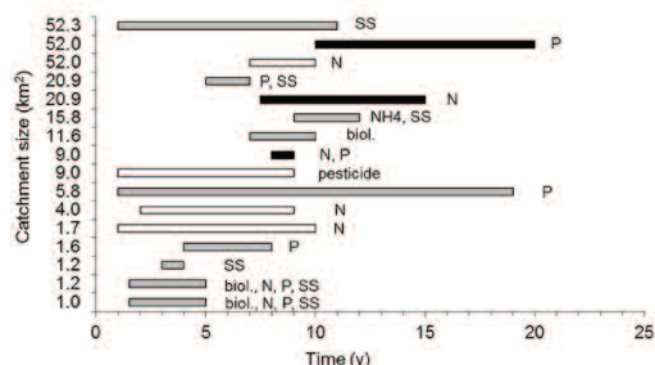 Catchment size (km²)
52.3 SS
52.0 P
52.0 N
20.9 P, SS
20.9 N
15.8 NH4, SS
11.6 biol.
9.0 N, P
9.0 pesticide
5.8 P
4.0 N
1.7 N
1.6 P
1.2 SS
1.2 biol., N, P, SS
1.0 biol., N, P, SS
0 5 10 15 20 25
Time (y)